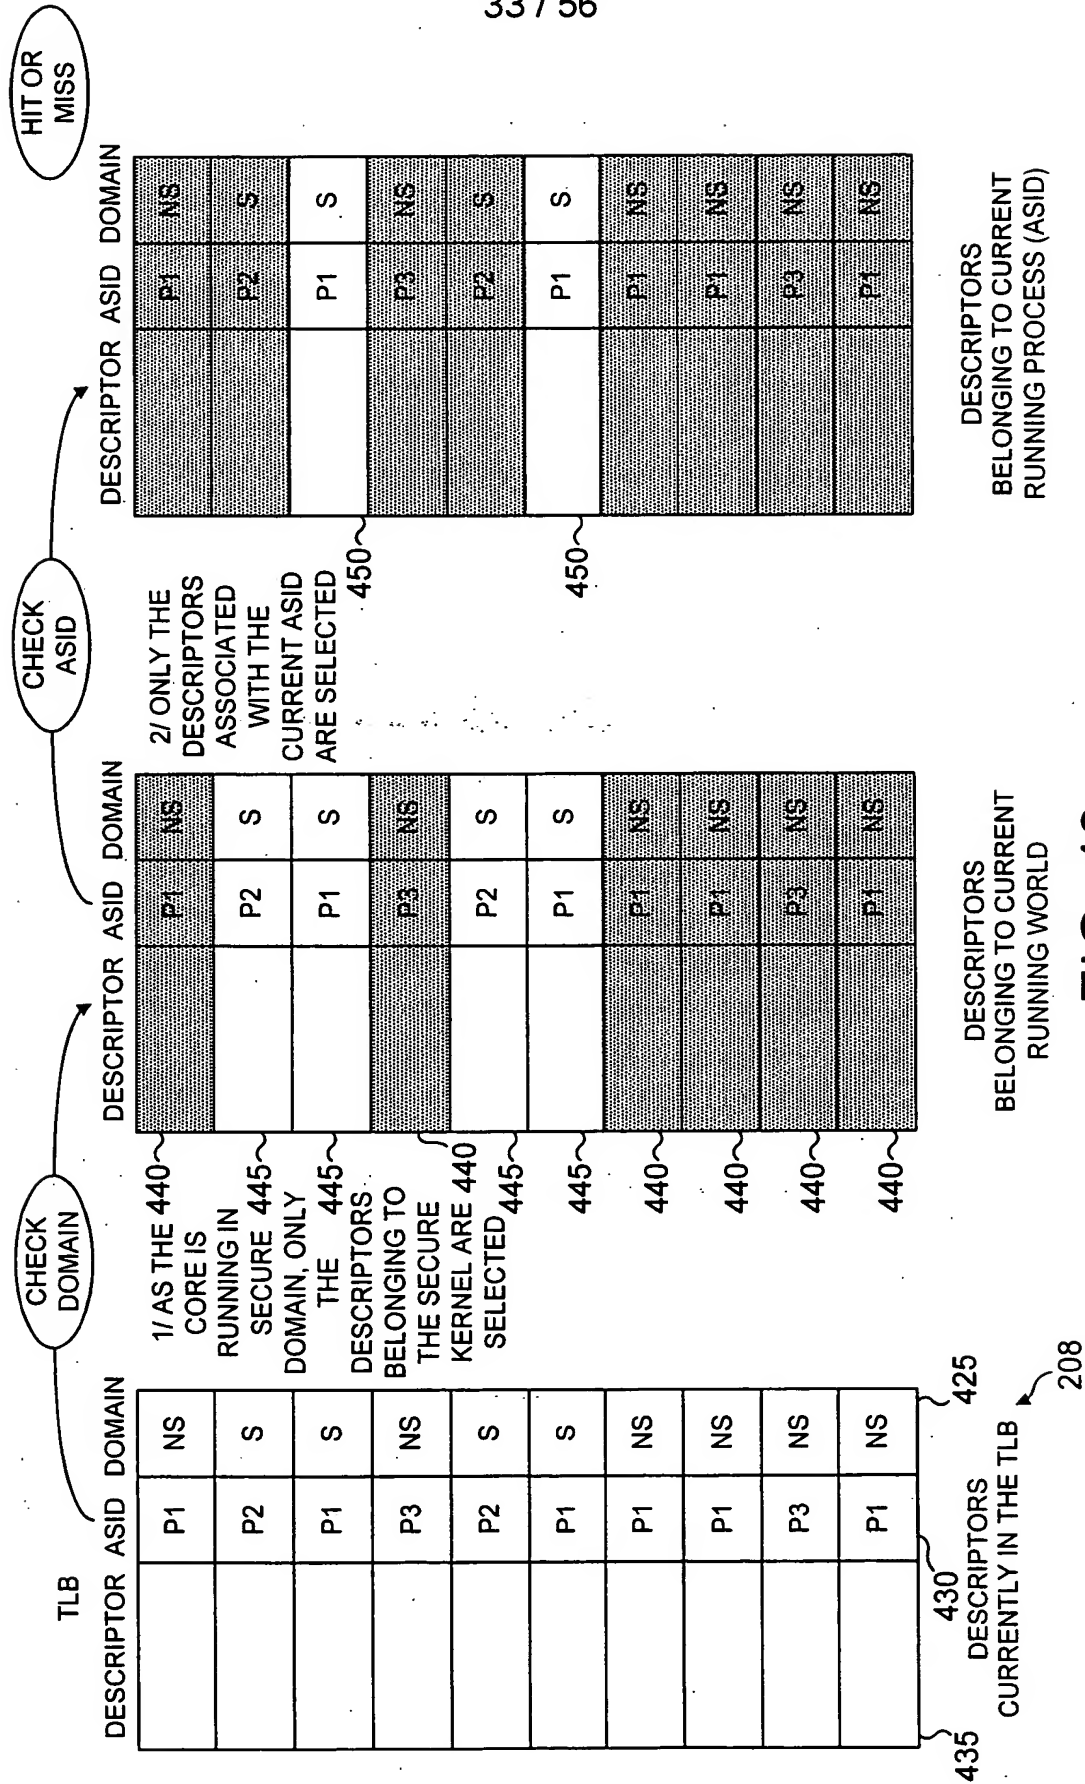 33 / 56
CHECK
DOMAIN
CHECK
ASID
HIT OR
MISS
TLB
DESCRIPTOR ASID DOMAIN
P1 NS
P2 S
P1 S
P3 NS
P2 S
P1 S
P1 NS
P1 NS
P3 NS
P1 NS
435
430
425
DESCRIPTORS
CURRENTLY IN THE TLB
208
1/ AS THE
CORE IS
RUNNING IN
SECURE
DOMAIN, ONLY
THE
DESCRIPTORS
BELONGING TO
THE SECURE
KERNEL ARE
SELECTED
DESCRIPTOR ASID DOMAIN
440 P1 NS
445 P2 S
445 P1 S
440 P3 NS
445 P2 S
445 P1 S
440 P1 NS
440 P1 NS
440 P3 NS
440 P1 NS
DESCRIPTORS
BELONGING TO CURRENT
RUNNING WORLD
2/ ONLY THE
DESCRIPTORS
ASSOCIATED
WITH THE
CURRENT ASID
ARE SELECTED
DESCRIPTOR ASID DOMAIN
P1 NS
P2 S
450 P1 S
P3 NS
P2 S
450 P1 S
P1 NS
P1 NS
P3 NS
P1 NS
DESCRIPTORS
BELONGING TO CURRENT
RUNNING PROCESS (ASID)